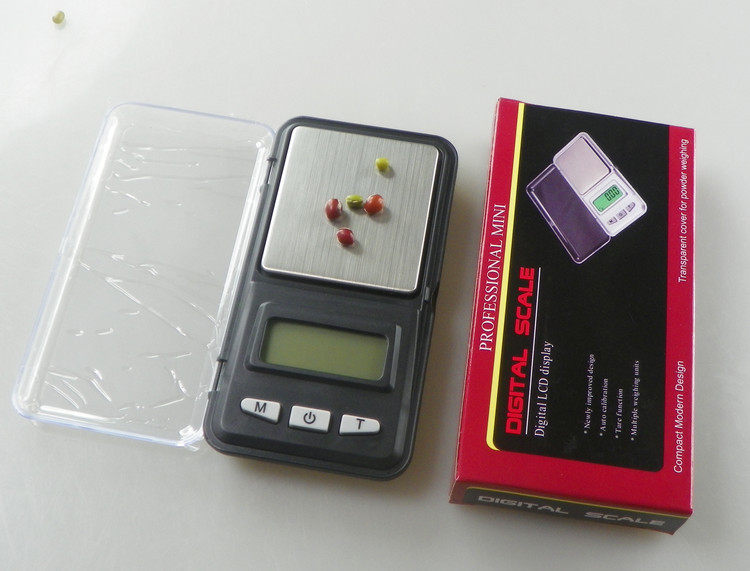 M
T
PROFESSIONAL MINI
DIGITAL SCALE
Digital LCD display
* Newly improved design
* Auto calibration
* Tare function
* Multiple weighing units
Compact Modern Design
Transparent cover for powder weighing
000
DIGITAL SCALE